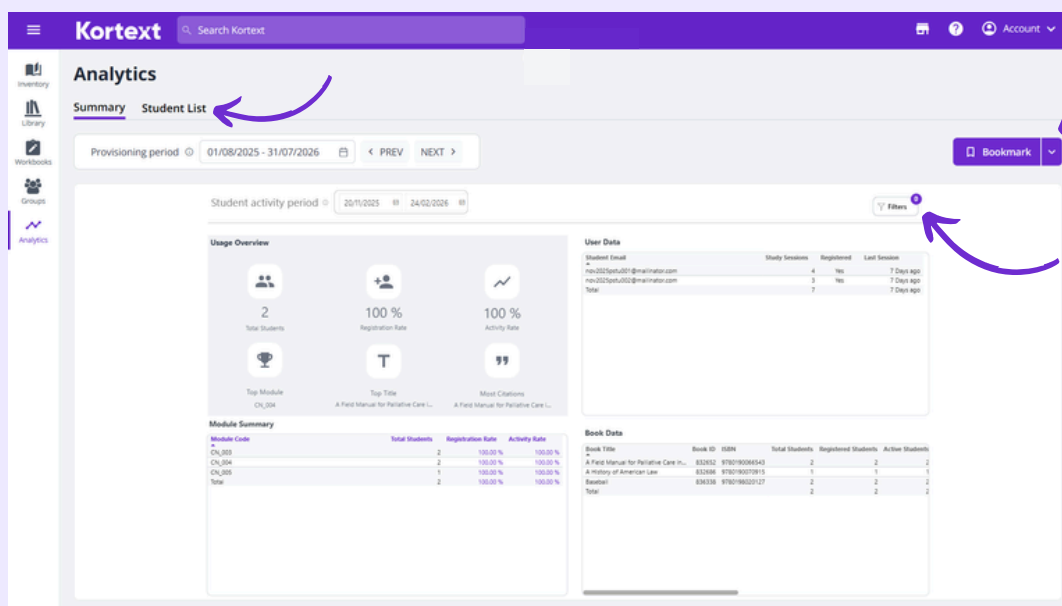 Kortext
Search Kortext
Account
Inventory
Library
Workbooks
Groups
Analytics
Analytics
Summary Student List
Provisioning period 01/08/2025 - 31/07/2026 PREV NEXT
Bookmark
Student activity period 20/11/2025 24/02/2026
Filters 0
Usage Overview
2
Total Students
100 %
Registration Rate
100 %
Activity Rate
Top Module
CN_004
Top Title
A Field Manual for Palliative Care i...
Most Citations
A Field Manual for Palliative Care i...
User Data
Student Email Study Sessions Registered Last Session
nov2025pstu001@mailinator.com 4 Yes 7 Days ago
nov2025pstu002@mailinator.com 3 Yes 7 Days ago
Total 7 7 Days ago
Module Summary
Module Code Total Students Registration Rate Activity Rate
CN_003 2 100.00 % 100.00 %
CN_004 2 100.00 % 100.00 %
CN_005 1 100.00 % 100.00 %
Total 2 100.00 % 100.00 %
Book Data
Book Title Book ID ISBN Total Students Registered Students Active Students
A Field Manual for Palliative Care in... 832652 9780190066543 2 2 2
A History of American Law 832686 9780190070915 1 1 1
Baseball 836338 9780198020127 2 2 2
Total 2 2 2